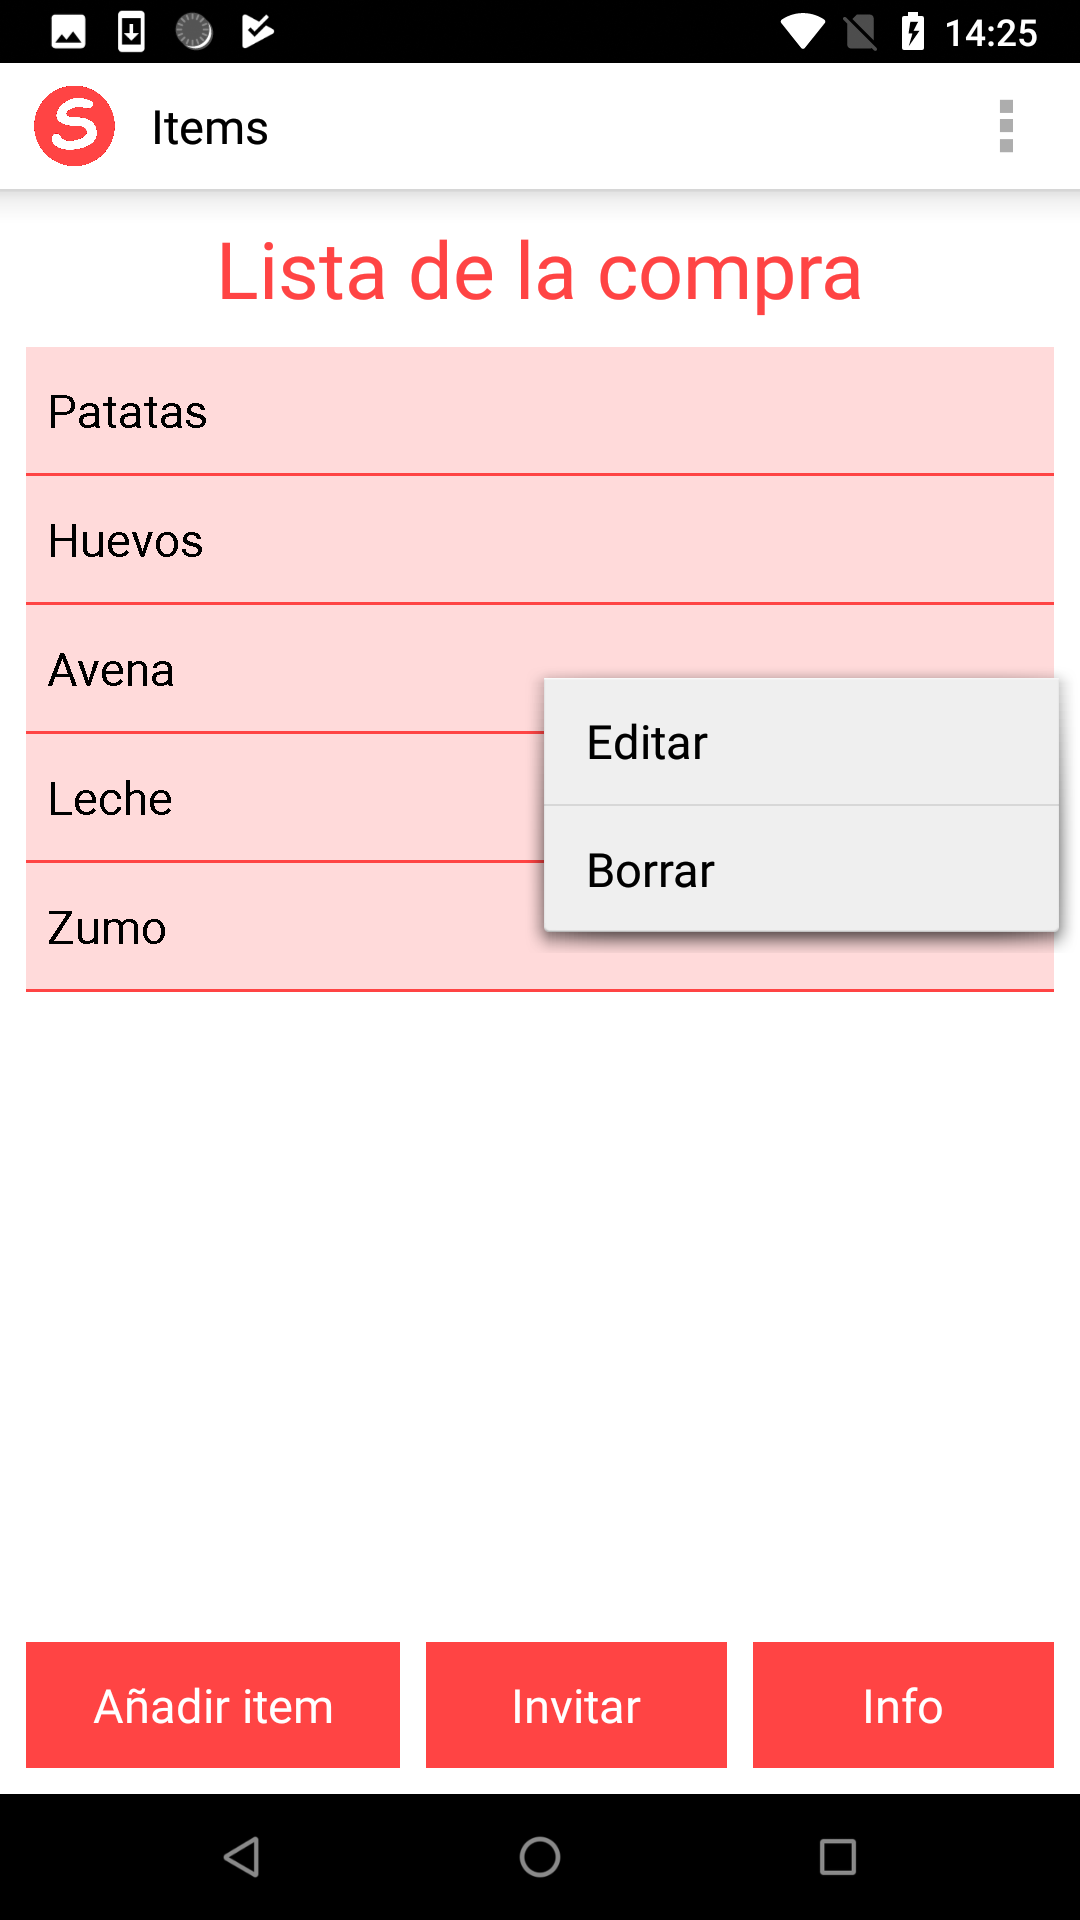 14:25
S Items
Lista de la compra
Patatas
Huevos
Avena
Editar
Leche
Borrar
Zumo
Añadir item
Invitar
Info